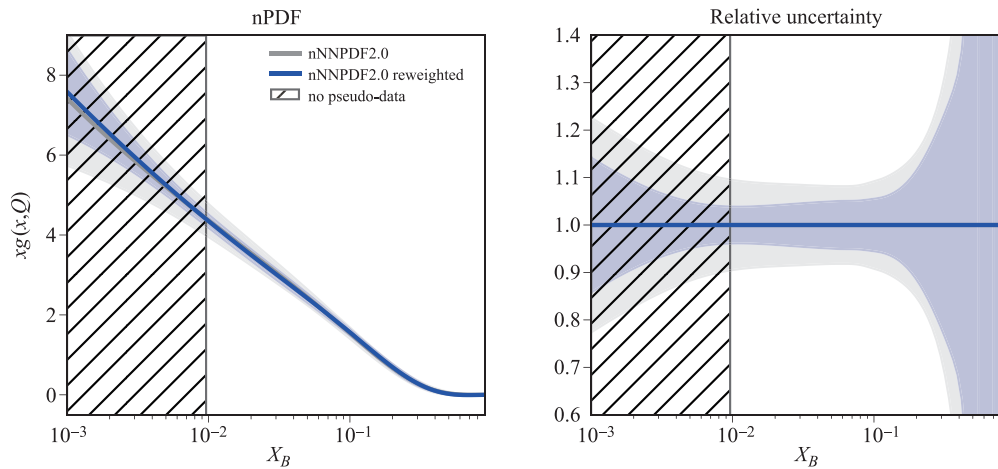 nPDF
nNNPDF2.0
nNNPDF2.0 reweighted
no pseudo-data
8
6
4
2
0
xg(x,Q)
10⁻³
10⁻²
10⁻¹
X_B
Relative uncertainty
1.4
1.3
1.2
1.1
1.0
0.9
0.8
0.7
0.6
10⁻³
10⁻²
10⁻¹
X_B